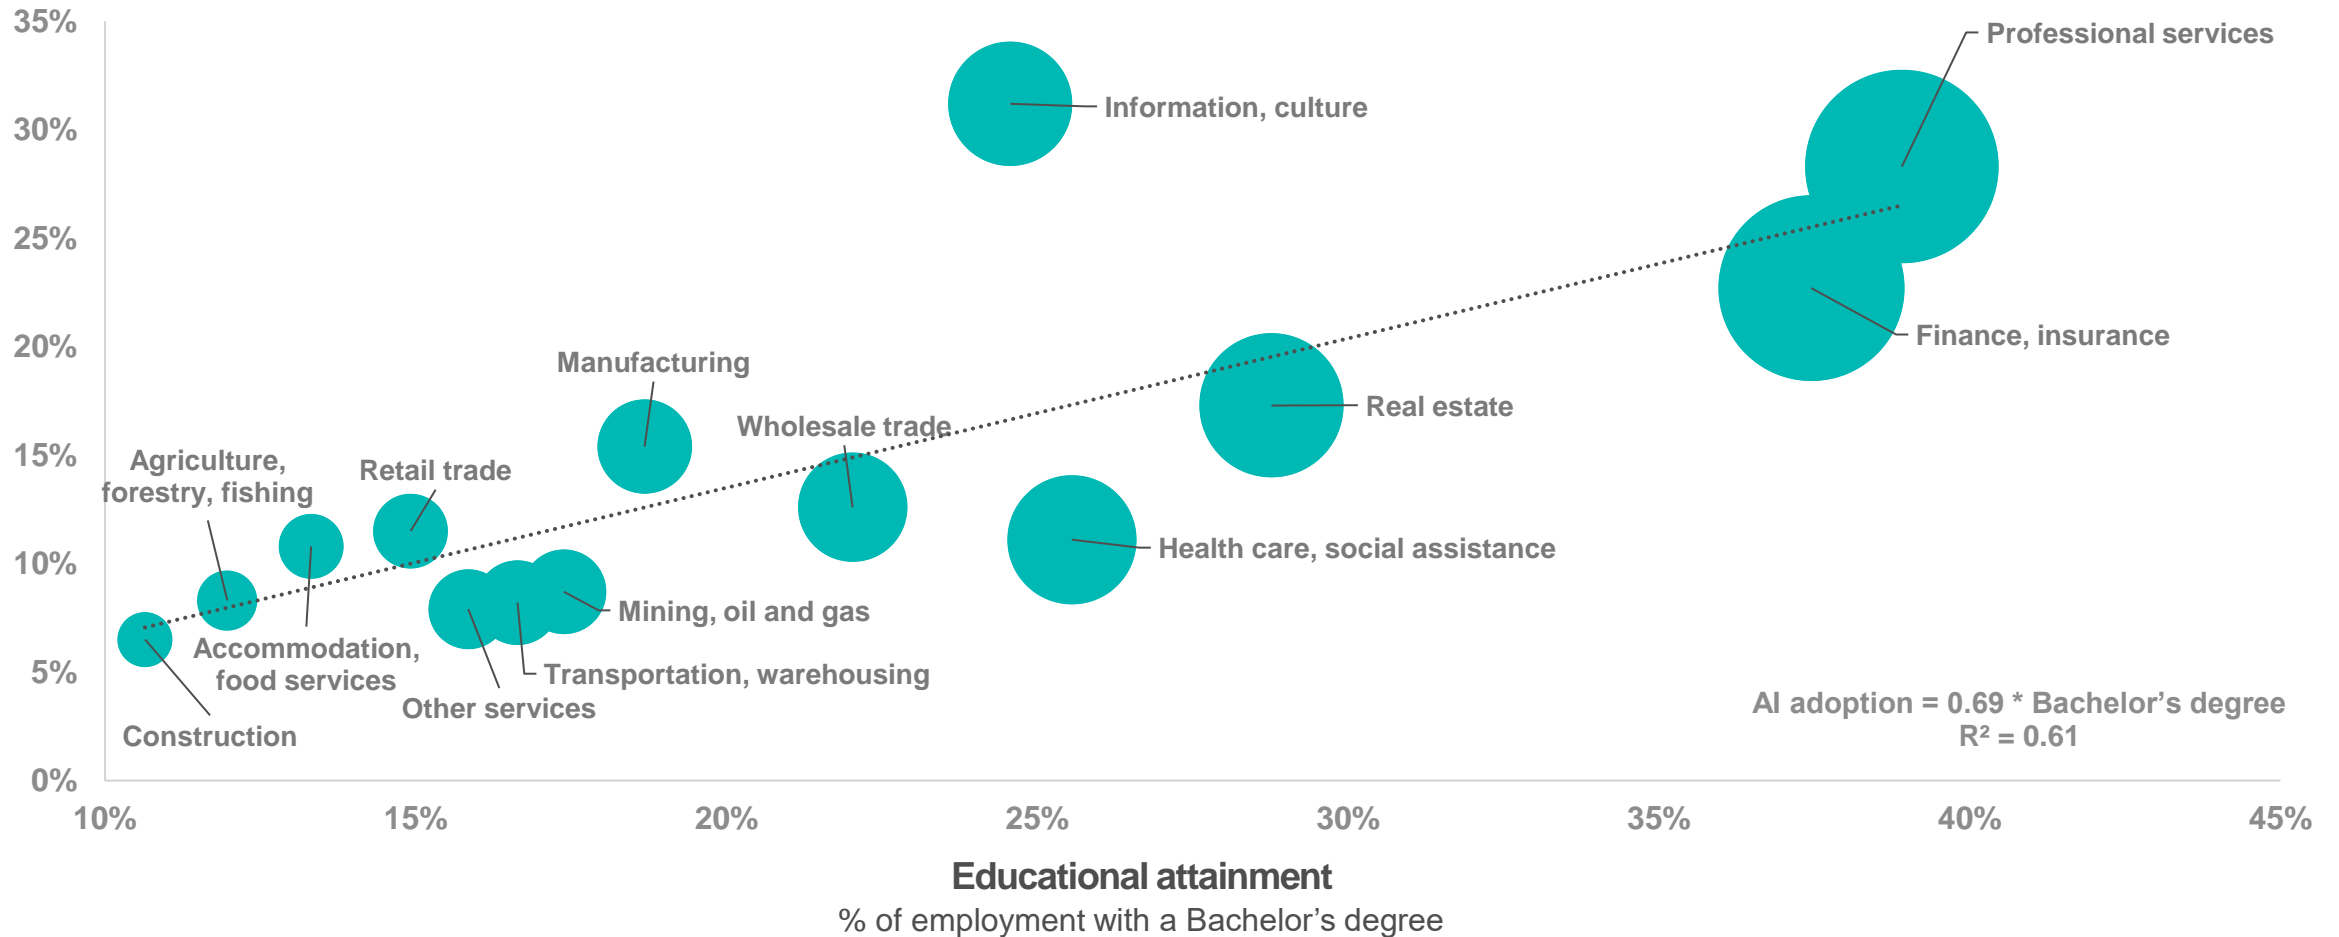 35%
Professional services
Information, culture
30%
25%
20%
Finance, insurance
Manufacturing
Real estate
Wholesale trade
15%
Agriculture,
forestry, fishing
Retail trade
10%
Health care, social assistance
Mining, oil and gas
5%
Accommodation,
food services
Transportation, warehousing
Other services
Construction
AI adoption = 0.69 * Bachelor’s degree
R² = 0.61
0%
10%
15%
20%
25%
30%
35%
40%
45%
Educational attainment
% of employment with a Bachelor’s degree